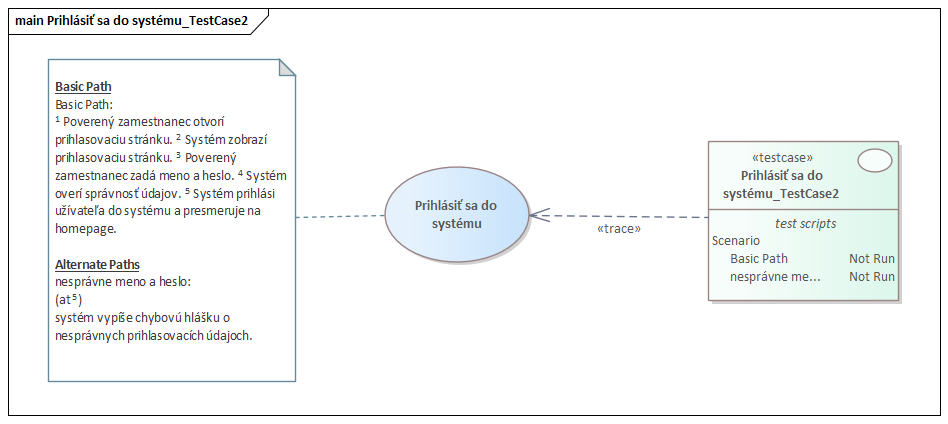 main Prihlásiť sa do systému_TestCase2
Basic Path
Basic Path:
¹ Poverený zamestnanec otvorí
prihlasovaciu stránku. ² Systém zobrazí
prihlasovaciu stránku. ³ Poverený
zamestnanec zadá meno a heslo. ⁴ Systém
overí správnosť údajov. ⁵ Systém prihlási
užívateľa do systému a presmeruje na
homepage.
Alternate Paths
nesprávne meno a heslo:
(at⁵)
systém vypíše chybovú hlášku o
nesprávnych prihlasovacích údajoch.
Prihlásiť sa do
systému
«trace»
«testcase»
Prihlásiť sa do
systému_TestCase2
test scripts
Scenario
Basic Path Not Run
nesprávne me... Not Run